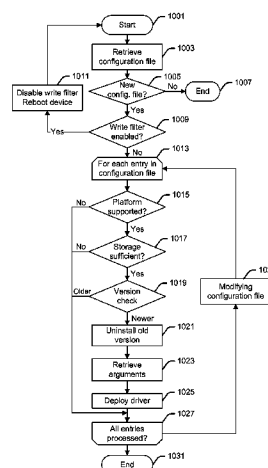 Start
1001
Retrieve
configuration file
1003
1005
New
config. file?
No
End
1007
Yes
1011
Disable write filter
Reboot device
Write filter
enabled?
1009
Yes
No
1013
For each entry in
configuration file
1015
Platform
supported?
No
Yes
1017
Storage
sufficient?
No
Yes
1019
Version
check
Older
Newer
Modifying
configuration file
1021
Uninstall old
version
1023
Retrieve
arguments
1025
Deploy driver
1027
All entries
processed?
1031
End